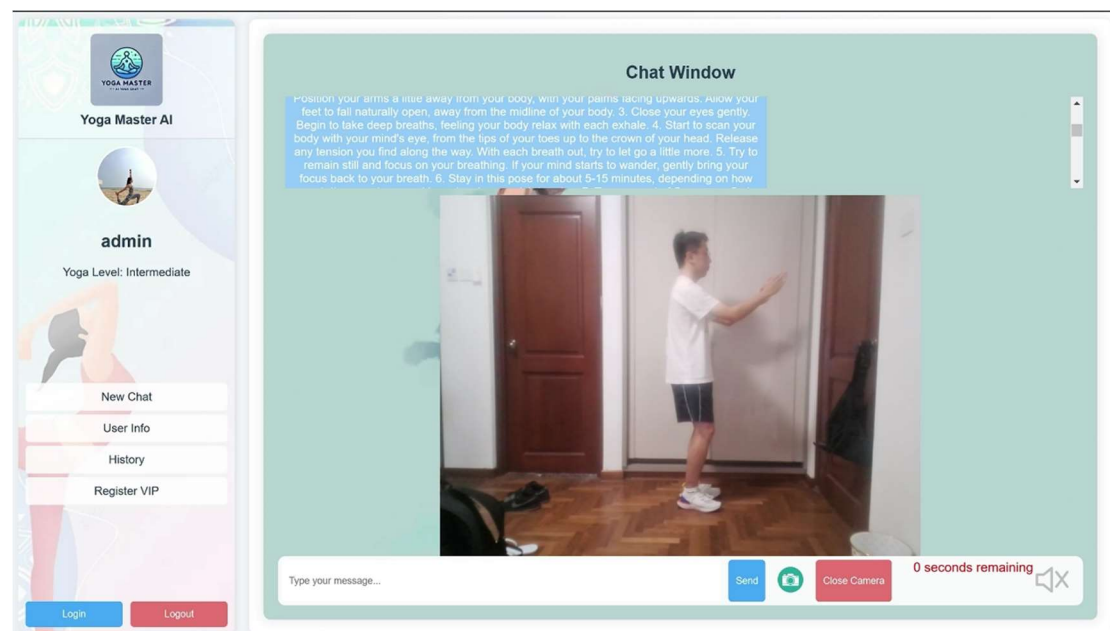 YOGA MASTER
Yoga Master AI
admin
Yoga Level: Intermediate
New Chat
User Info
History
Register VIP
Login
Logout
Chat Window
Position your arms a little away from your body, with your palms facing upwards. Allow your
feet to fall naturally open, away from the midline of your body. 3. Close your eyes gently.
Begin to take deep breaths, feeling your body relax with each exhale. 4. Start to scan your
body with your mind's eye, from the tips of your toes up to the crown of your head. Release
any tension you find along the way. With each breath out, try to let go a little more. 5. Try to
remain still and focus on your breathing. If your mind starts to wander, gently bring your
focus back to your breath. 6. Stay in this pose for about 5-15 minutes, depending on how
Type your message...
Send
Close Camera
0 seconds remaining